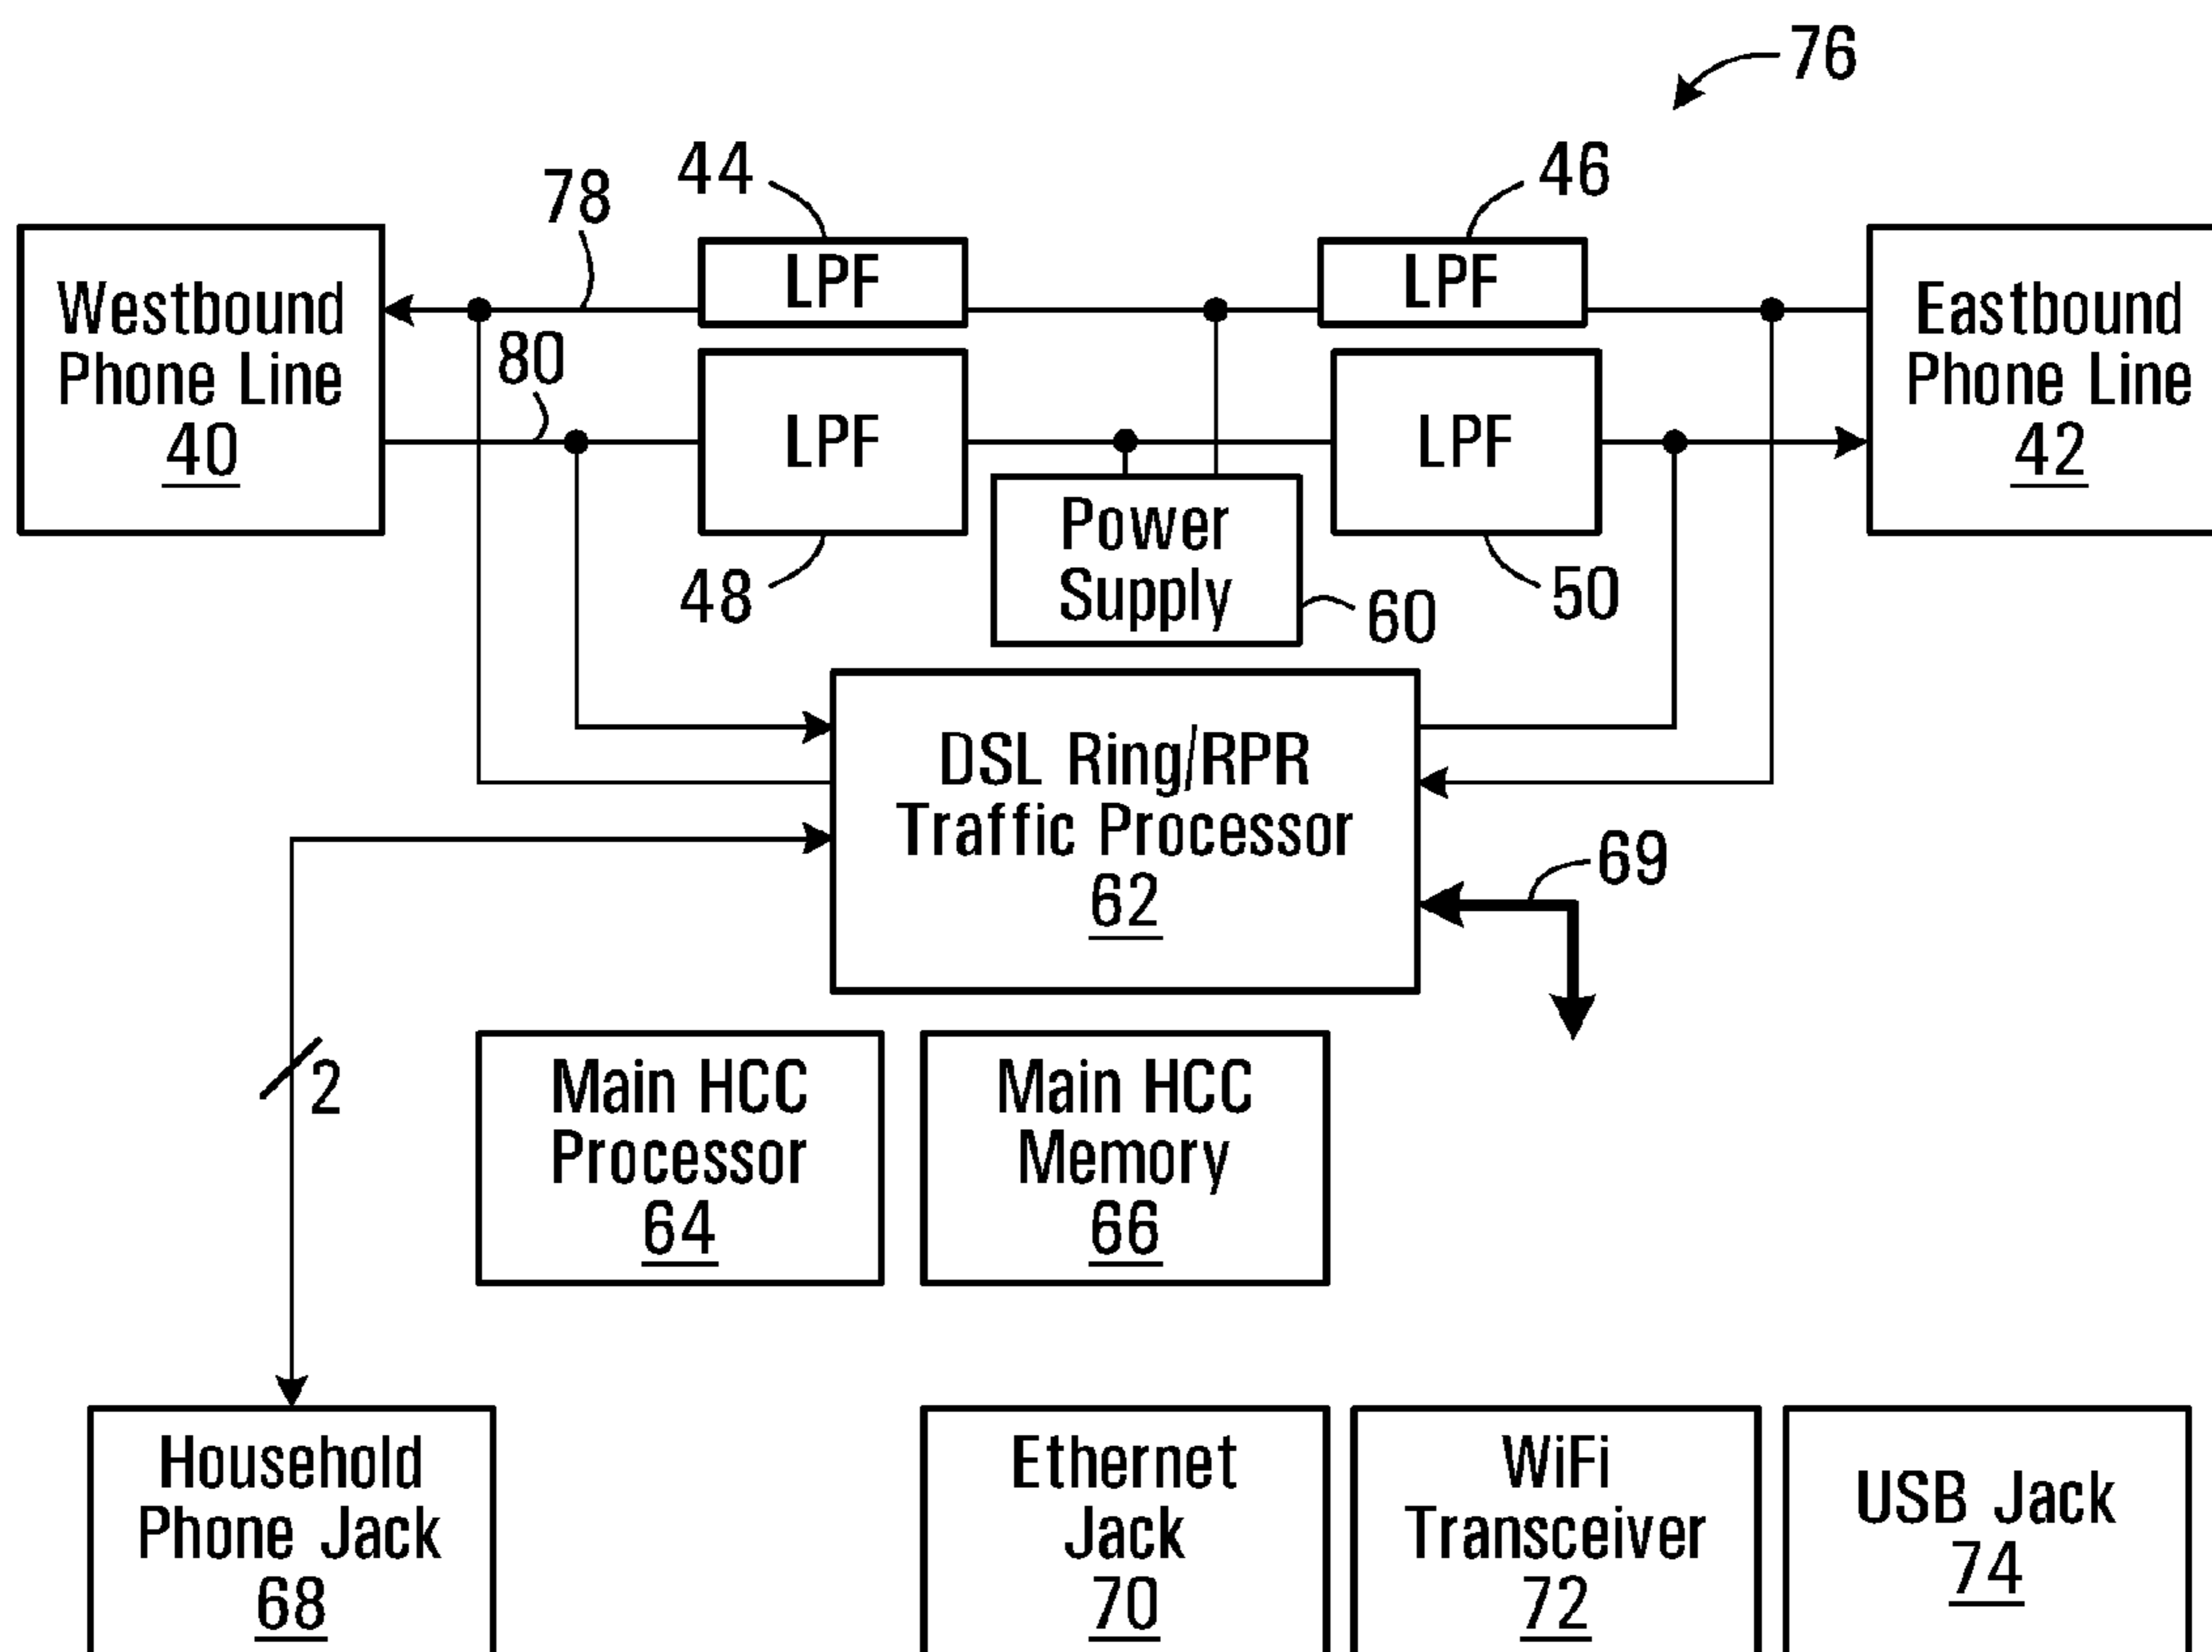 76
44
46
78
LPF
LPF
Westbound
Phone Line
40
80
Eastbound
Phone Line
42
LPF
LPF
48
Power
Supply
60
50
DSL Ring/RPR
Traffic Processor
62
69
2
Main HCC
Processor
64
Main HCC
Memory
66
Household
Phone Jack
68
Ethernet
Jack
70
WiFi
Transceiver
72
USB Jack
74